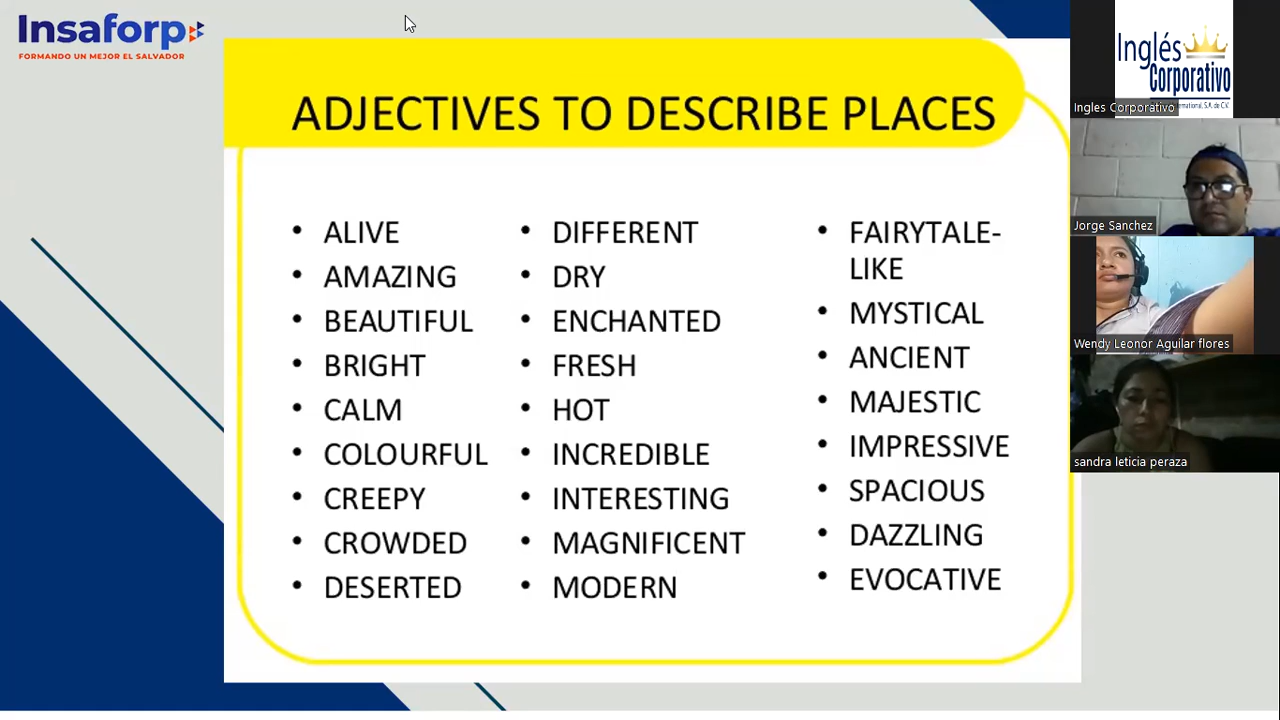 Insaforp
FORMANDO UN MEJOR EL SALVADOR
ADJECTIVES TO DESCRIBE PLACES
• ALIVE
• AMAZING
• BEAUTIFUL
• BRIGHT
• CALM
• COLOURFUL
• CREEPY
• CROWDED
• DESERTED
• DIFFERENT
• DRY
• ENCHANTED
• FRESH
• HOT
• INCREDIBLE
• INTERESTING
• MAGNIFICENT
• MODERN
• FAIRYTALE-
LIKE
• MYSTICAL
• ANCIENT
• MAJESTIC
• IMPRESSIVE
• SPACIOUS
• DAZZLING
• EVOCATIVE
Inglés
Corporativo
International, S.A. de C.V.
Ingles Corporativo
Jorge Sanchez
Wendy Leonor Aguilar flores
sandra leticia peraza